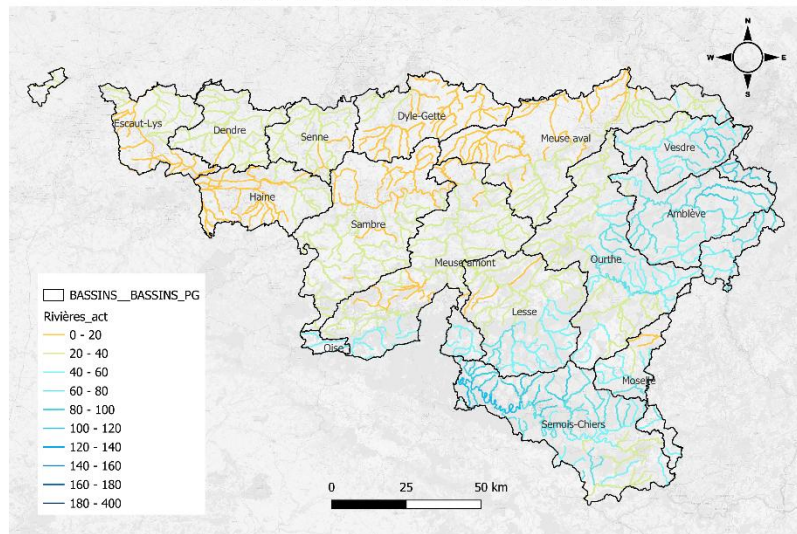 N
W E
S
Escaut-Lys
Dendre
Senne
Dyle-Gette
Meuse aval
Vesdre
Haine
Sambre
Amblève
Meuse amont
Ourthe
Lesse
Oise
Moselle
Semois-Chiers
BASSINS__BASSINS_PG
Rivières_act
0 - 20
20 - 40
40 - 60
60 - 80
80 - 100
100 - 120
120 - 140
140 - 160
160 - 180
180 - 400
0 25 50 km